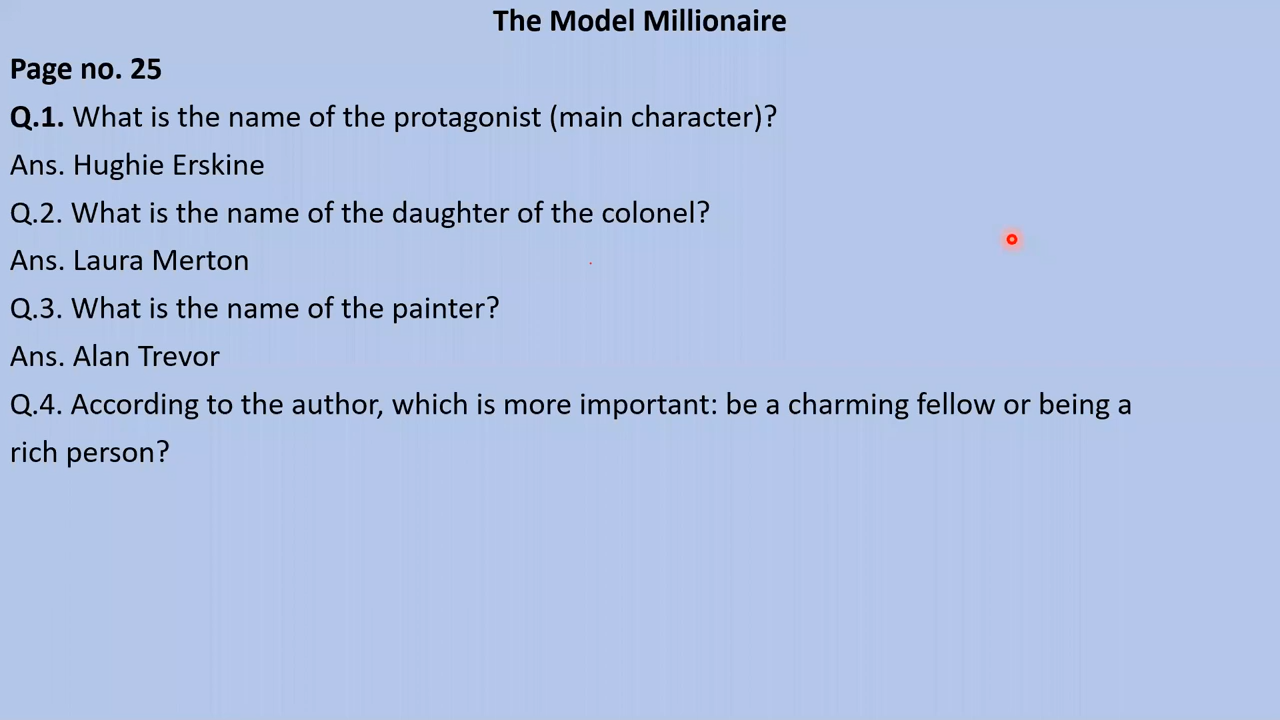 The Model Millionaire
Page no. 25
Q.1. What is the name of the protagonist (main character)?
Ans. Hughie Erskine
Q.2. What is the name of the daughter of the colonel?
Ans. Laura Merton
Q.3. What is the name of the painter?
Ans. Alan Trevor
Q.4. According to the author, which is more important: be a charming fellow or being a
rich person?